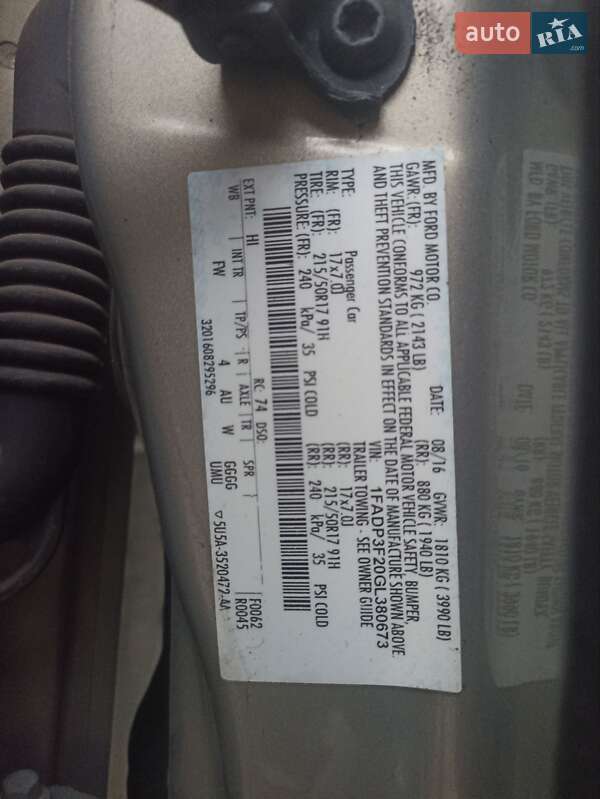 auto RIA
.com
MFD. BY FORD MOTOR CO.
DATE: 08/16 GVWR: 1810 KG ( 3990 LB)
GAWR: (FR): 972 KG ( 2143 LB) (RR): 880 KG ( 1940 LB)
THIS VEHICLE CONFORMS TO ALL APPLICABLE FEDERAL MOTOR VEHICLE SAFETY, BUMPER,
AND THEFT PREVENTION STANDARDS IN EFFECT ON THE DATE OF MANUFACTURE SHOWN ABOVE.
VIN: 1FADP3F20GL380673
TYPE: Passenger Car TRAILER TOWING - SEE OWNER GUIDE
RIM: (FR): 17x7.0J (RR): 17x7.0J
TIRE: (FR): 215/50R17 91H (RR): 215/50R17 91H
PRESSURE: (FR): 240 kPa/ 35 PSI COLD (RR): 240 kPa/ 35 PSI COLD
EXT PNT: HI RC: 74 DSO: F0062
WB INT TR TP/PS R AXLE TR SPR R0045
FW 4 AU W GGGG UMU
3201608295296 ▽5U5A-3520472-AA